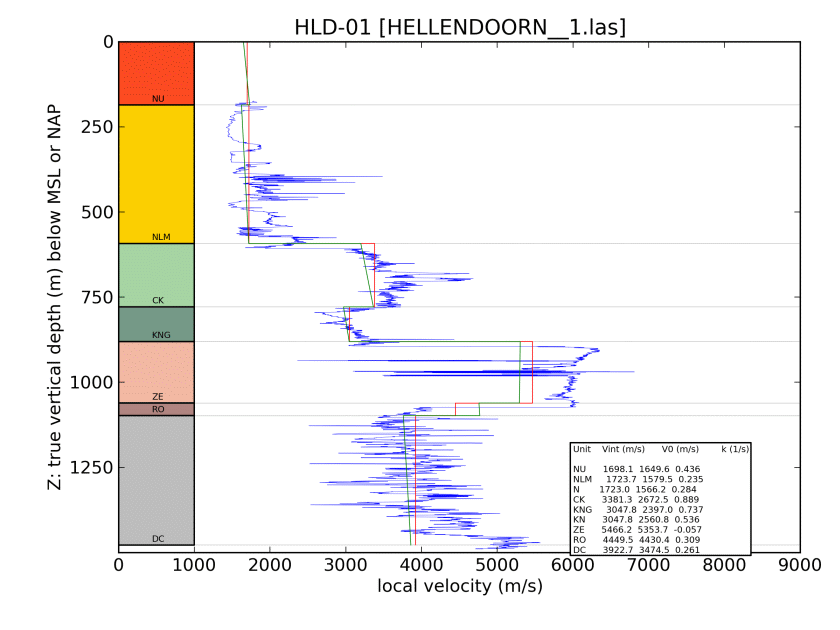 HLD-01 [HELLENDOORN__1.las]
Z: true vertical depth (m) below MSL or NAP
0
250
500
750
1000
1250
NU
NLM
CK
KNG
ZE
RO
DC
Unit Vint (m/s) V0 (m/s) k (1/s)
NU 1698.1 1649.6 0.436
NLM 1723.7 1579.5 0.235
N 1723.0 1566.2 0.284
CK 3381.3 2672.5 0.889
KNG 3047.8 2397.0 0.737
KN 3047.8 2560.8 0.536
ZE 5466.2 5353.7 -0.057
RO 4449.5 4430.4 0.309
DC 3922.7 3474.5 0.261
0 1000 2000 3000 4000 5000 6000 7000 8000 9000
local velocity (m/s)